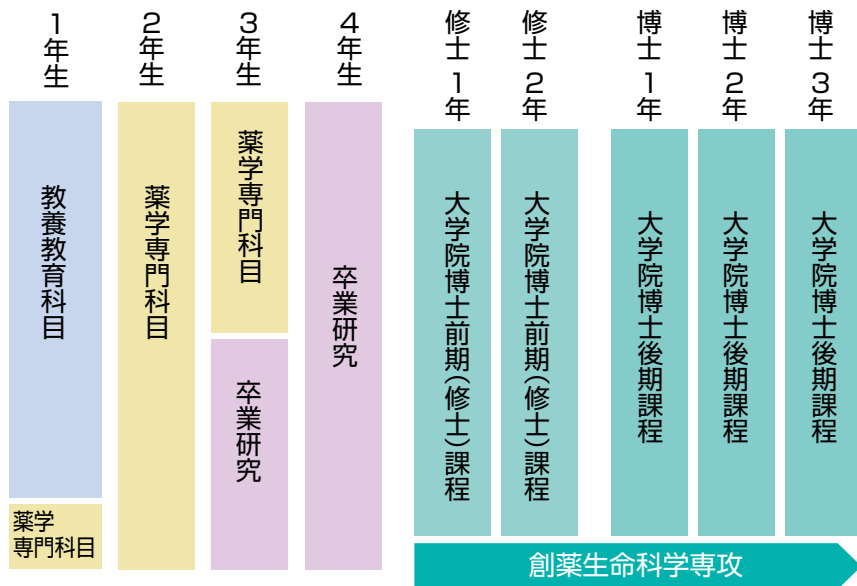 1年生
2年生
3年生
4年生
修士1年
修士2年
博士1年
博士2年
博士3年
教養教育科目
薬学
専門科目
薬学専門科目
薬学専門科目
卒業研究
卒業研究
大学院博士前期(修士)課程
大学院博士前期(修士)課程
大学院博士後期課程
大学院博士後期課程
大学院博士後期課程
創薬生命科学専攻